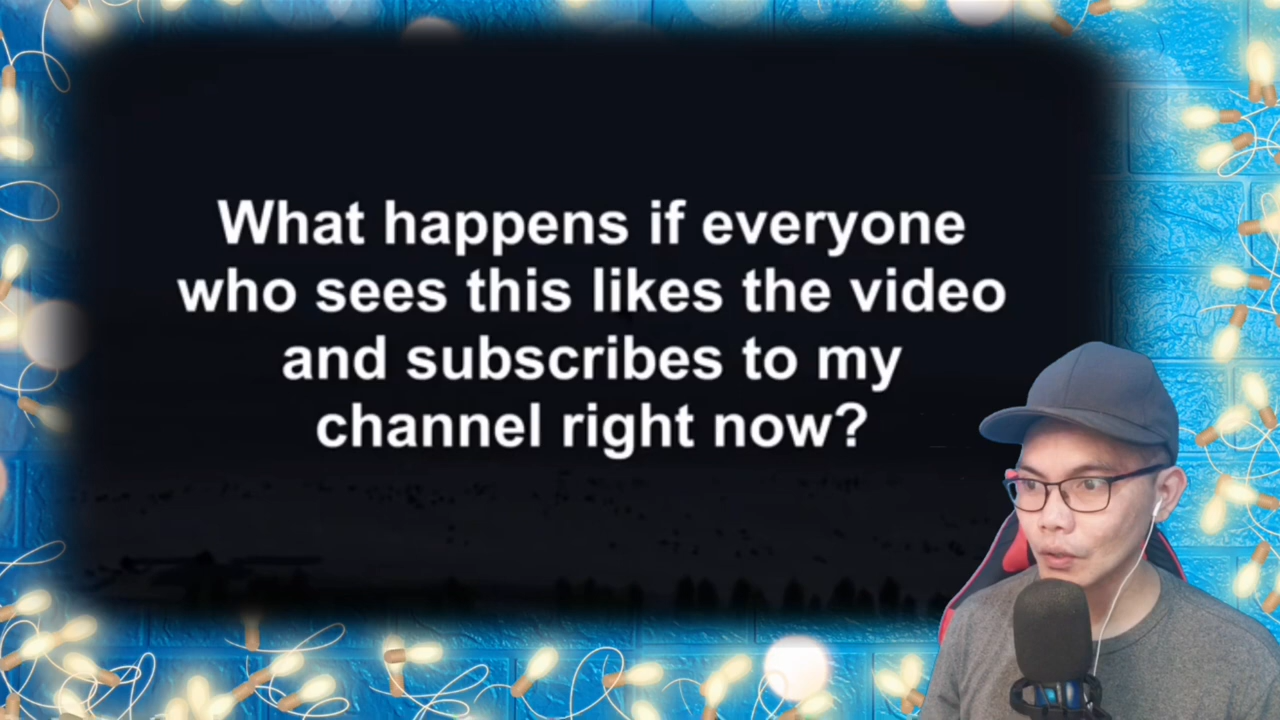 What happens if everyone
who sees this likes the video
and subscribes to my
channel right now?